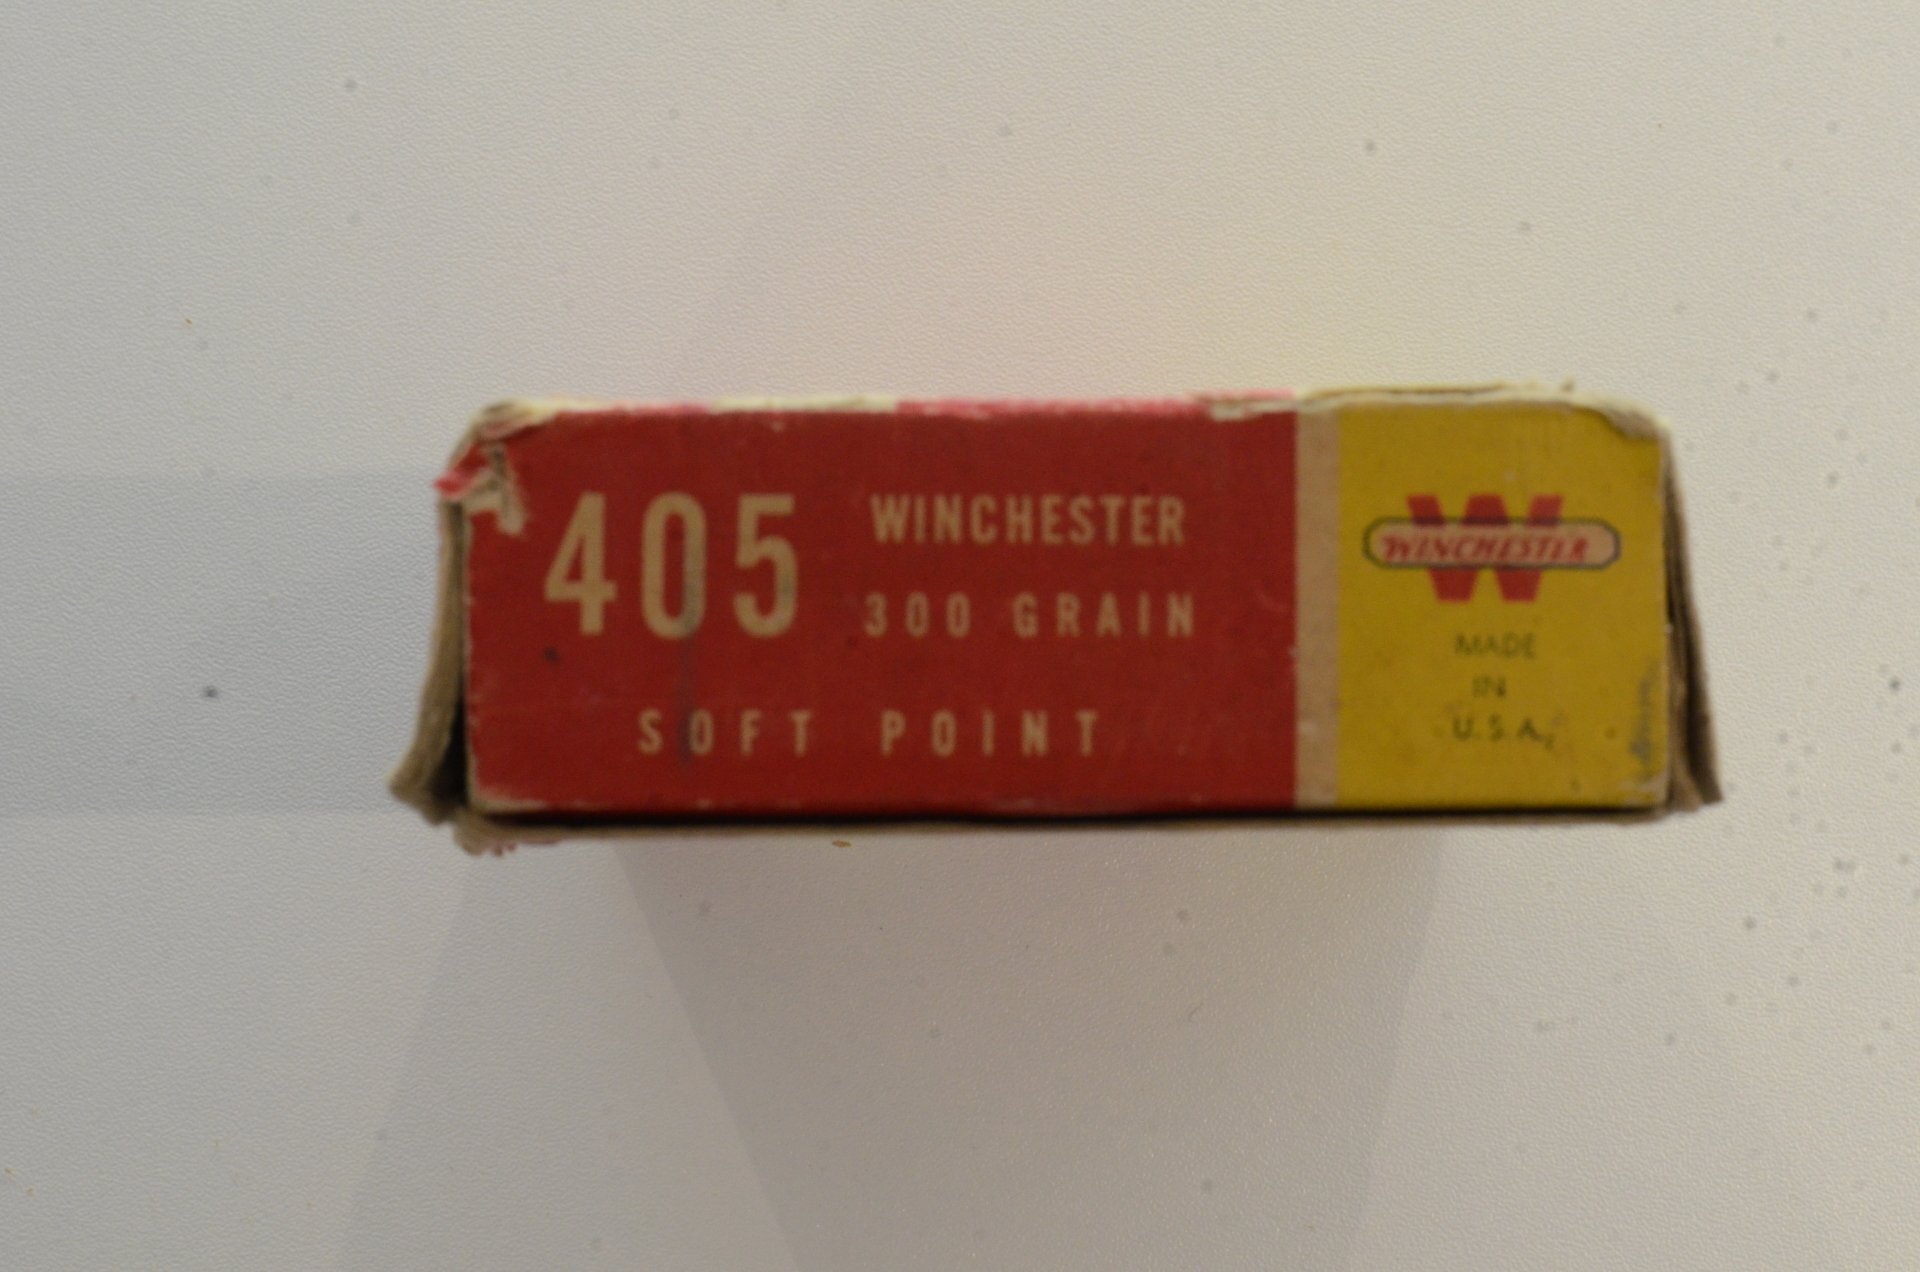 405 WINCHESTER
300 GRAIN
SOFT POINT
W
WINCHESTER
MADE
IN
U.S.A.